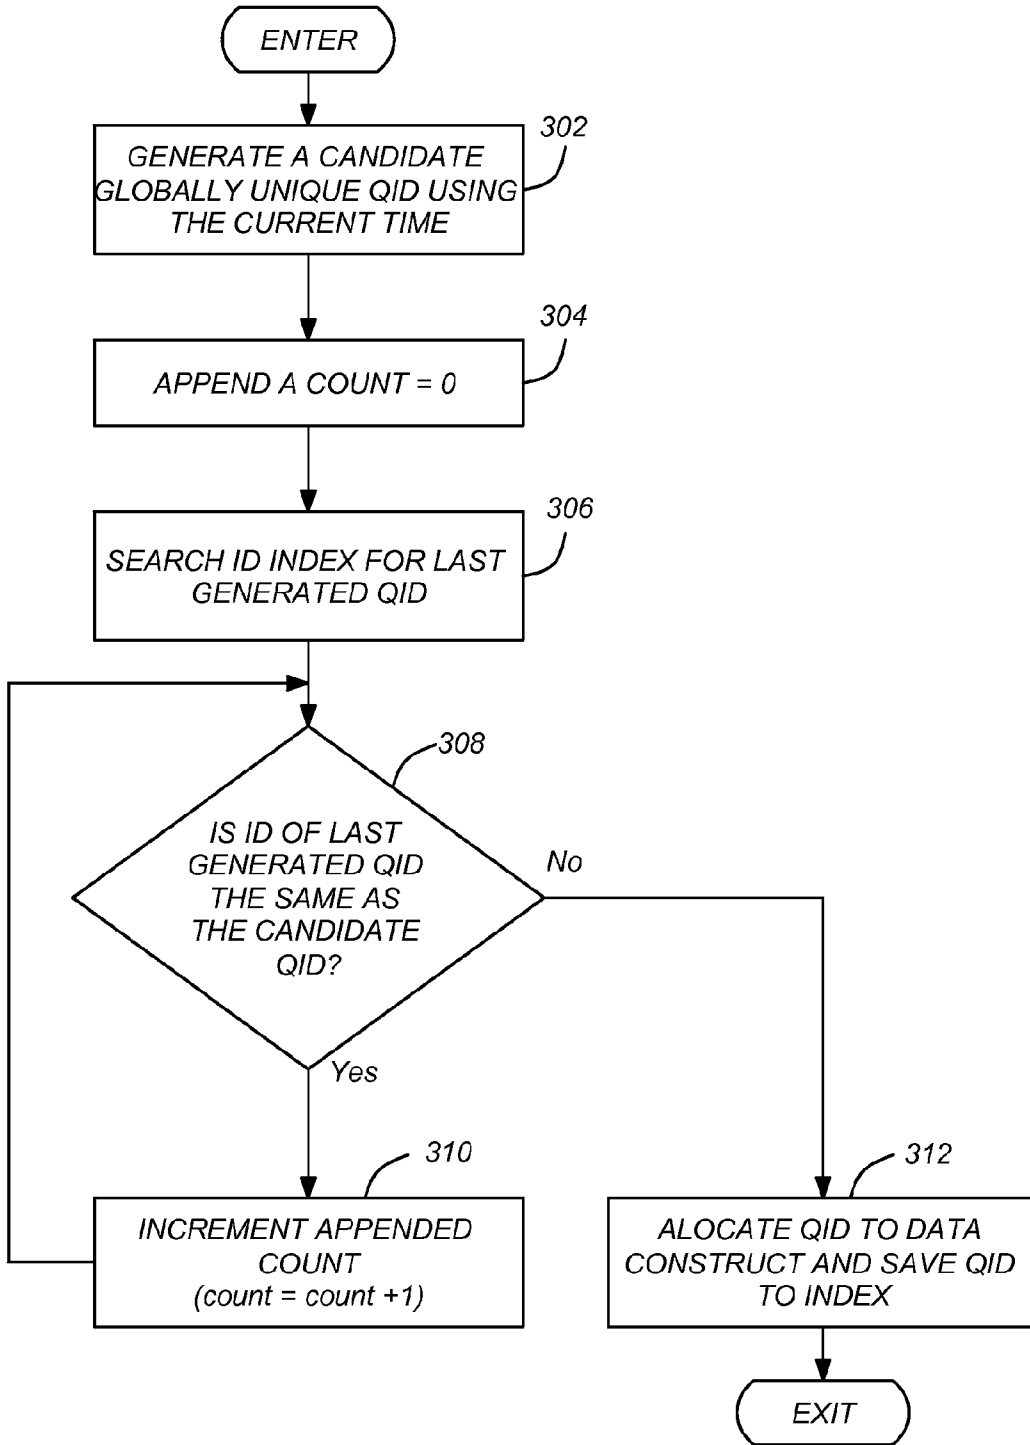 ENTER
302
GENERATE A CANDIDATE
GLOBALLY UNIQUE QID USING
THE CURRENT TIME
304
APPEND A COUNT = 0
306
SEARCH ID INDEX FOR LAST
GENERATED QID
308
IS ID OF LAST
GENERATED QID
THE SAME AS
THE CANDIDATE
QID?
No
Yes
310
INCREMENT APPENDED
COUNT
(count = count +1)
312
ALOCATE QID TO DATA
CONSTRUCT AND SAVE QID
TO INDEX
EXIT